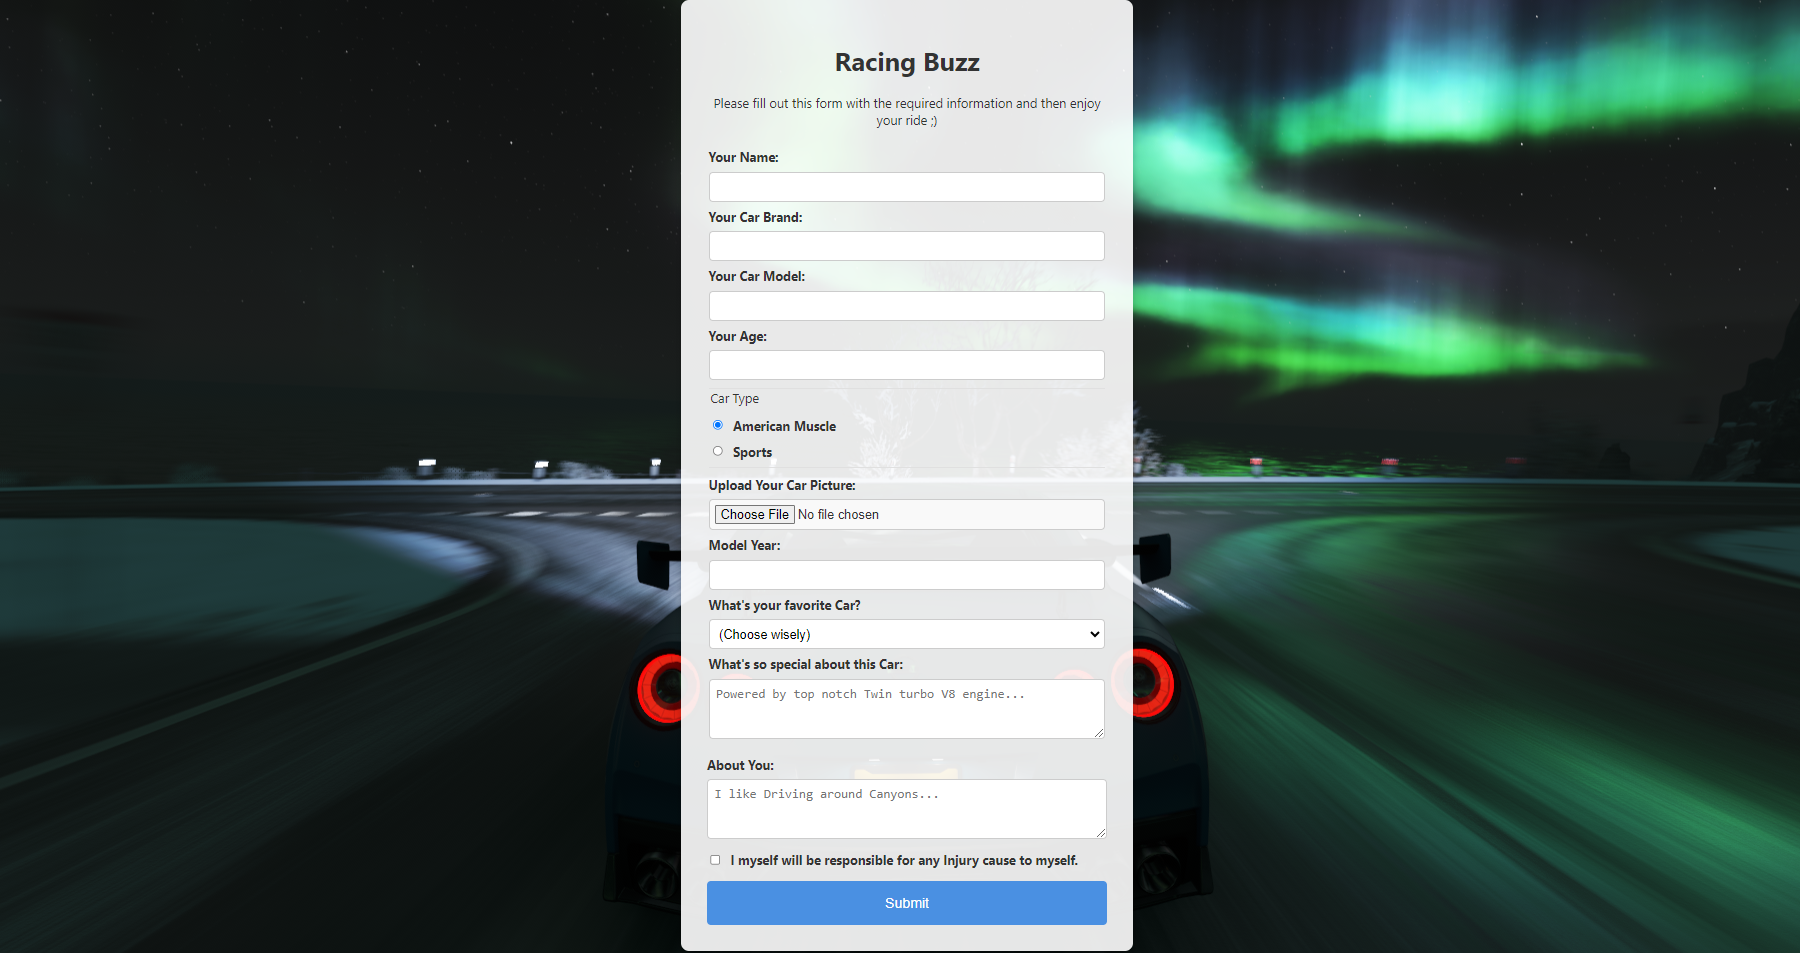 Racing Buzz
Please fill out this form with the required information and then enjoy
your ride ;)
Your Name:
Your Car Brand:
Your Car Model:
Your Age:
Car Type
American Muscle
Sports
Upload Your Car Picture:
Choose File No file chosen
Model Year:
What's your favorite Car?
(Choose wisely)
What's so special about this Car:
Powered by top notch Twin turbo V8 engine...
About You:
I like Driving around Canyons...
I myself will be responsible for any Injury cause to myself.
Submit